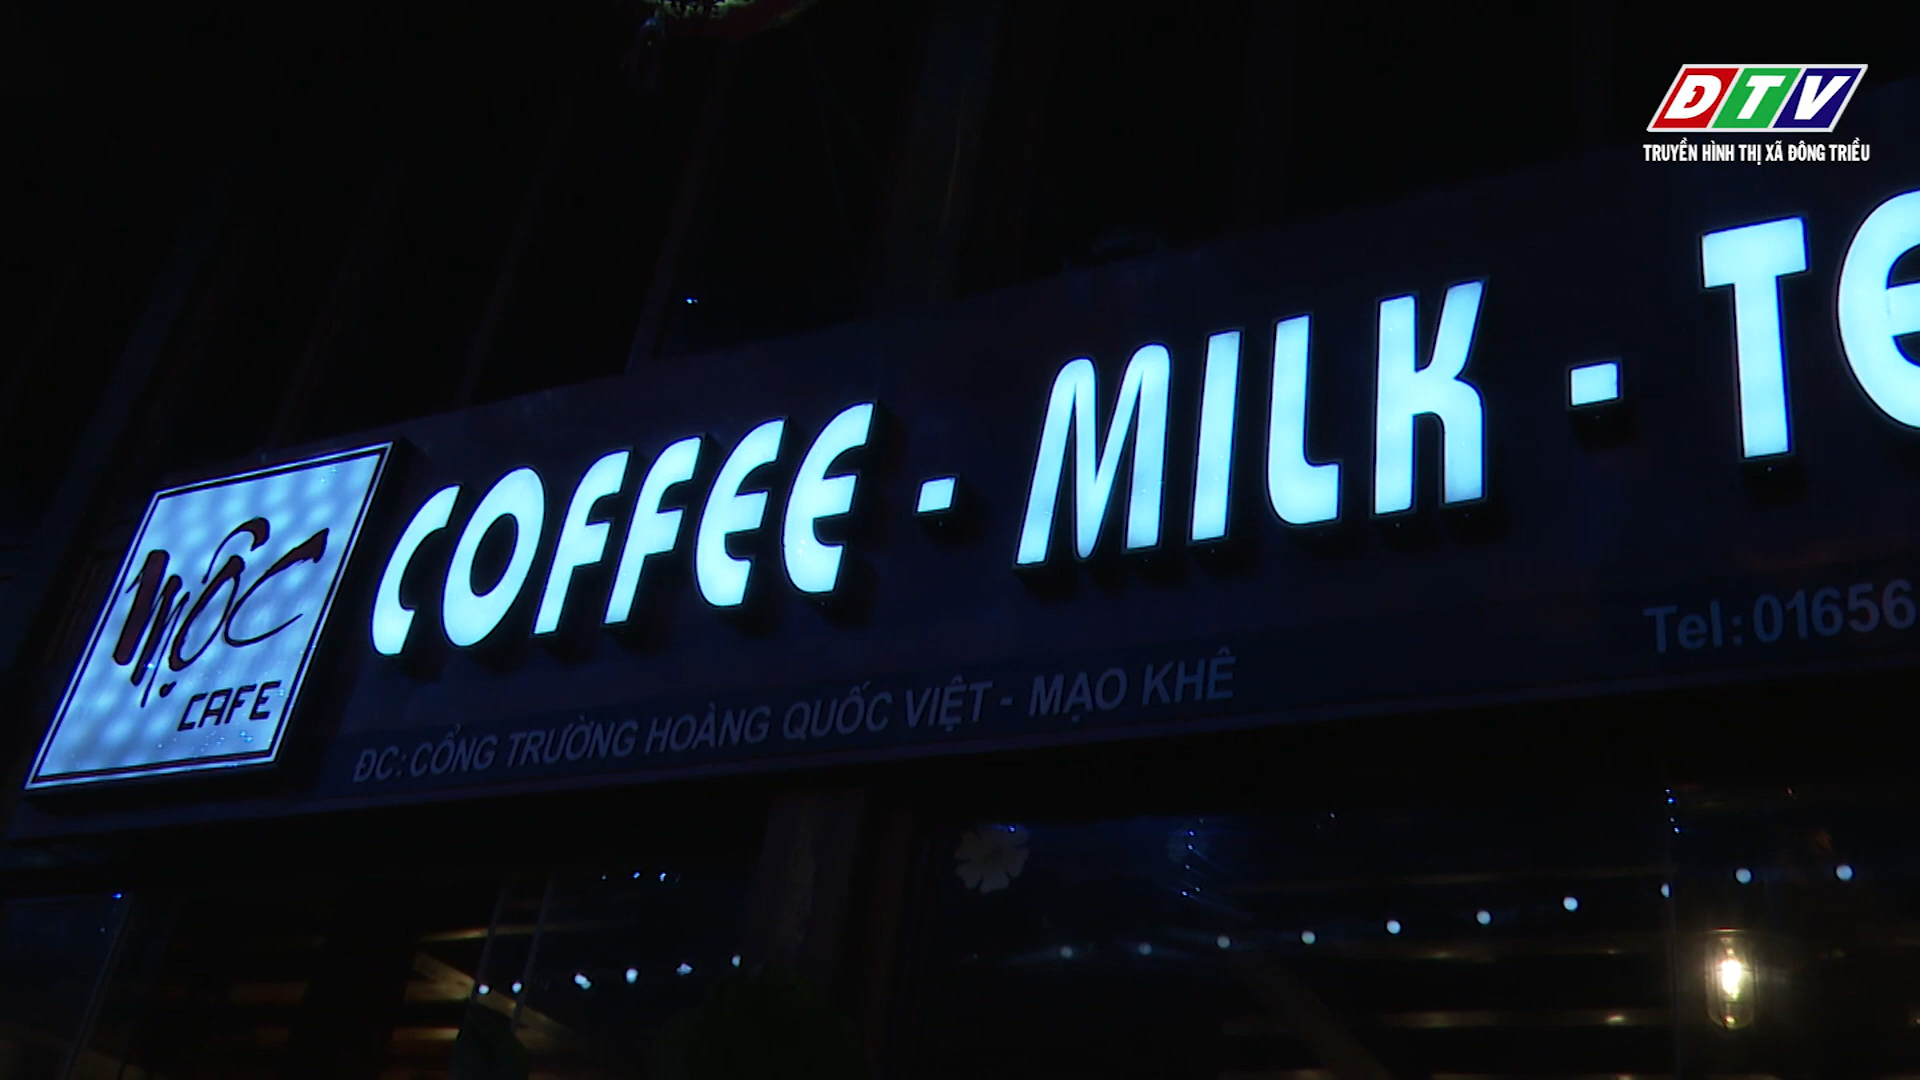 ĐTV
TRUYỀN HÌNH THỊ XÃ ĐÔNG TRIỀU
MỘC
CAFE
COFFEE - MILK - TE
ĐC: CỔNG TRƯỜNG HOÀNG QUỐC VIỆT - MẠO KHÊ
Tel: 01656